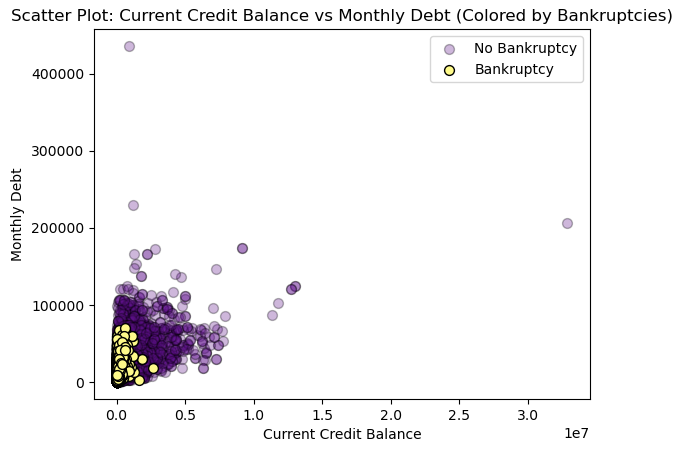 Scatter Plot: Current Credit Balance vs Monthly Debt (Colored by Bankruptcies)
No Bankruptcy
Bankruptcy
400000
300000
200000
100000
0
Monthly Debt
0.0 0.5 1.0 1.5 2.0 2.5 3.0
1e7
Current Credit Balance